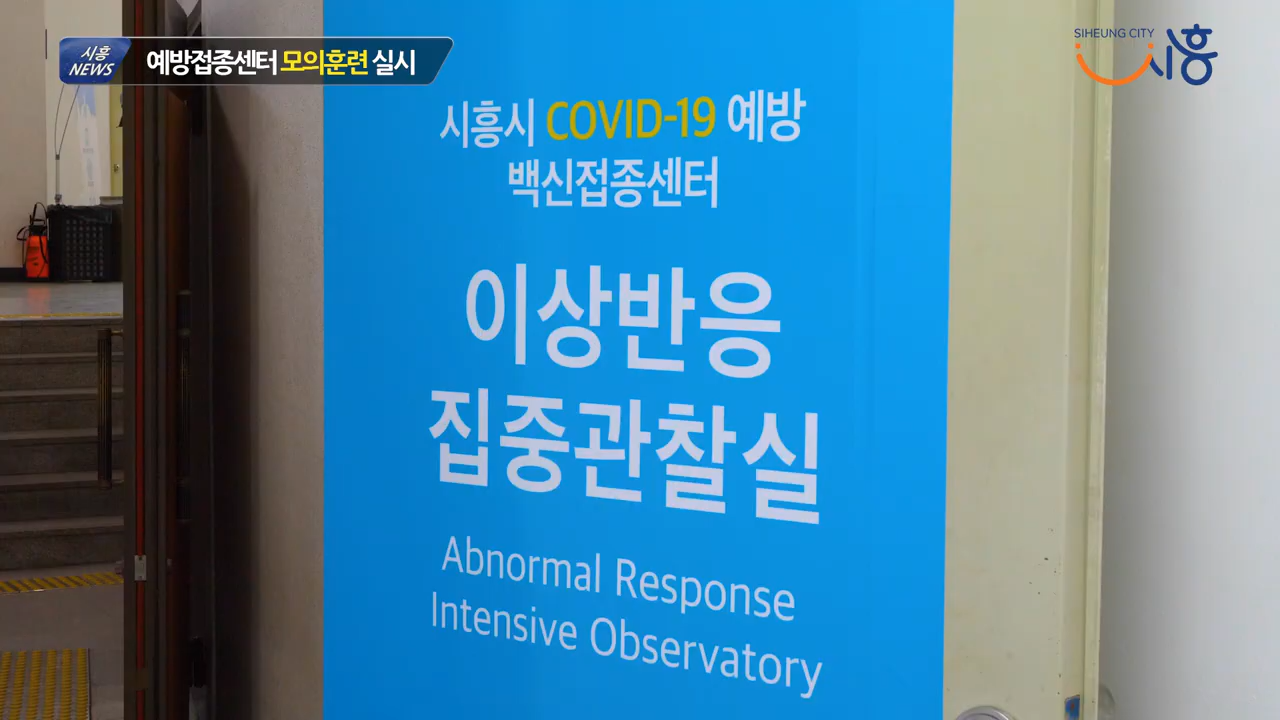 시흥
NEWS
예방접종센터 모의훈련 실시
SIHEUNG CITY
시흥
시흥시 COVID-19 예방
백신접종센터
이상반응
집중관찰실
Abnormal Response
Intensive Observatory